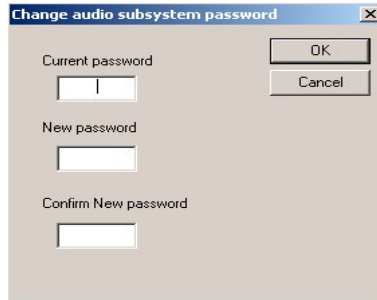 Change audio subsystem password
Current password
OK
Cancel
New password
Confirm New password